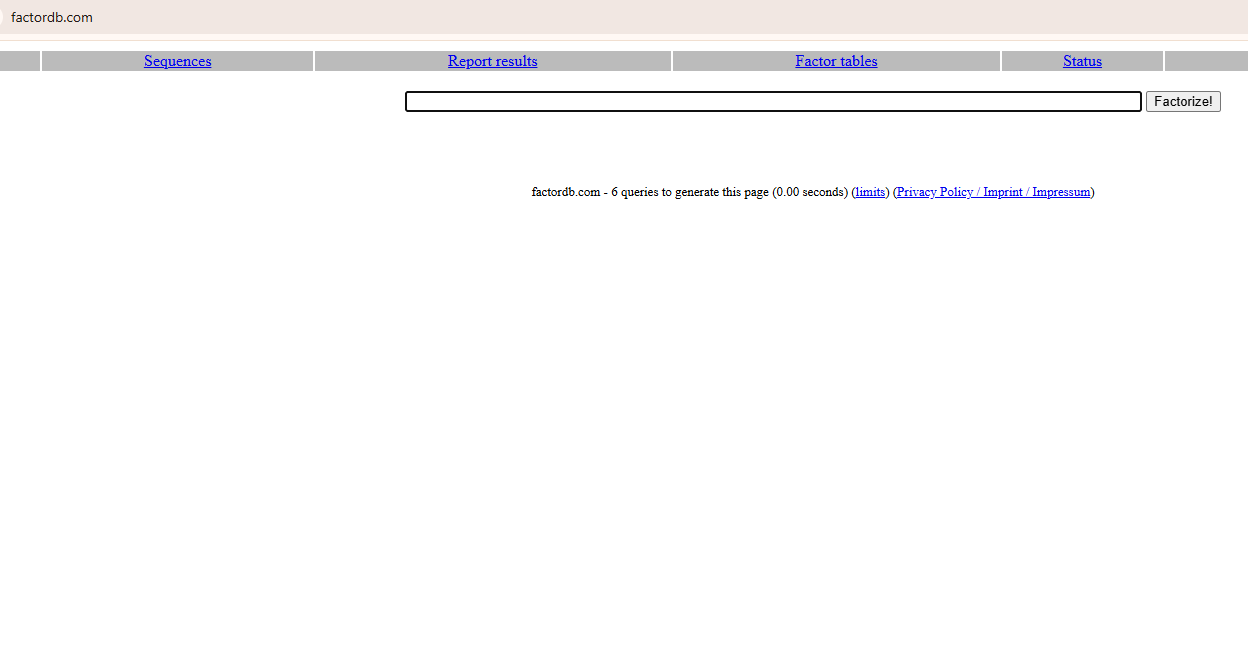 factordb.com
Sequences Report results Factor tables Status
Factorize!
factordb.com - 6 queries to generate this page (0.00 seconds) (limits) (Privacy Policy / Imprint / Impressum)